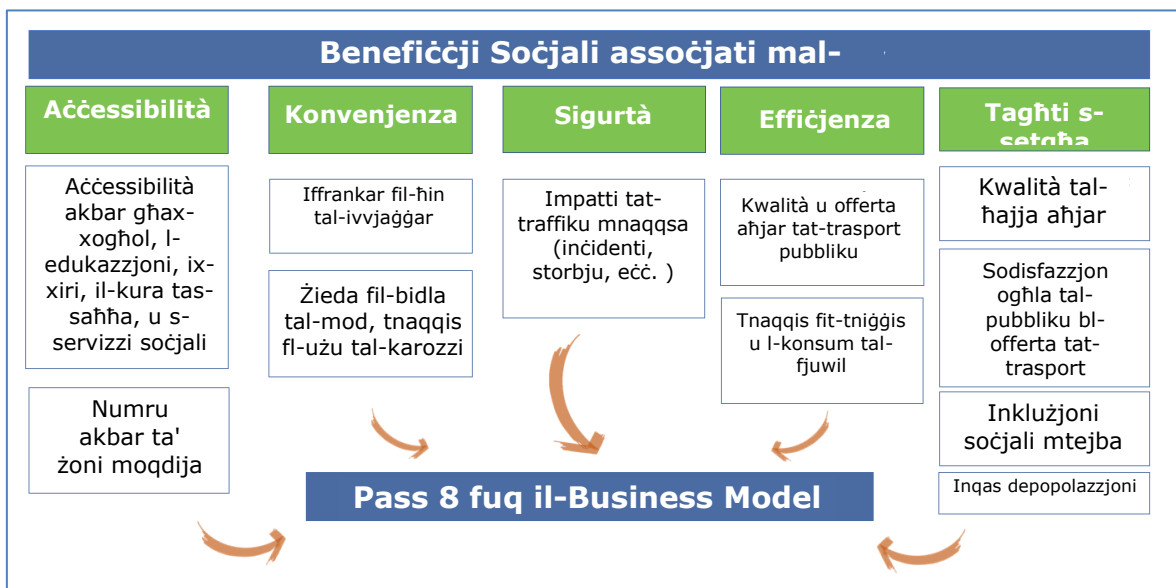 Benefiċċji Soċjali assoċjati mal-
Aċċessibilità
Aċċessibilità
akbar għax-
xogħol, l-
edukazzjoni, ix-
xiri, il-kura tas-
saħħa, u s-
servizzi soċjali
Numru
akbar ta'
żoni moqdija
Konvenjenza
Iffrankar fil-ħin
tal-ivvjaġġar
Żieda fil-bidla
tal-mod, tnaqqis
fl-użu tal-karozzi
Sigurtà
Impatti tat-
traffiku mnaqqsa
(inċidenti,
storbju, eċċ. )
Effiċjenza
Kwalità u offerta
aħjar tat-trasport
pubbliku
Tnaqqis fit-tniġġis
u l-konsum tal-
fjuwil
Tagħti s-
setgħa
Kwalità tal-
ħajja aħjar
Sodisfazzjon
ogħla tal-
pubbliku bl-
offerta tat-
trasport
Inklużjoni
soċjali mtejba
Inqas depopolazzjoni
Pass 8 fuq il-Business Model